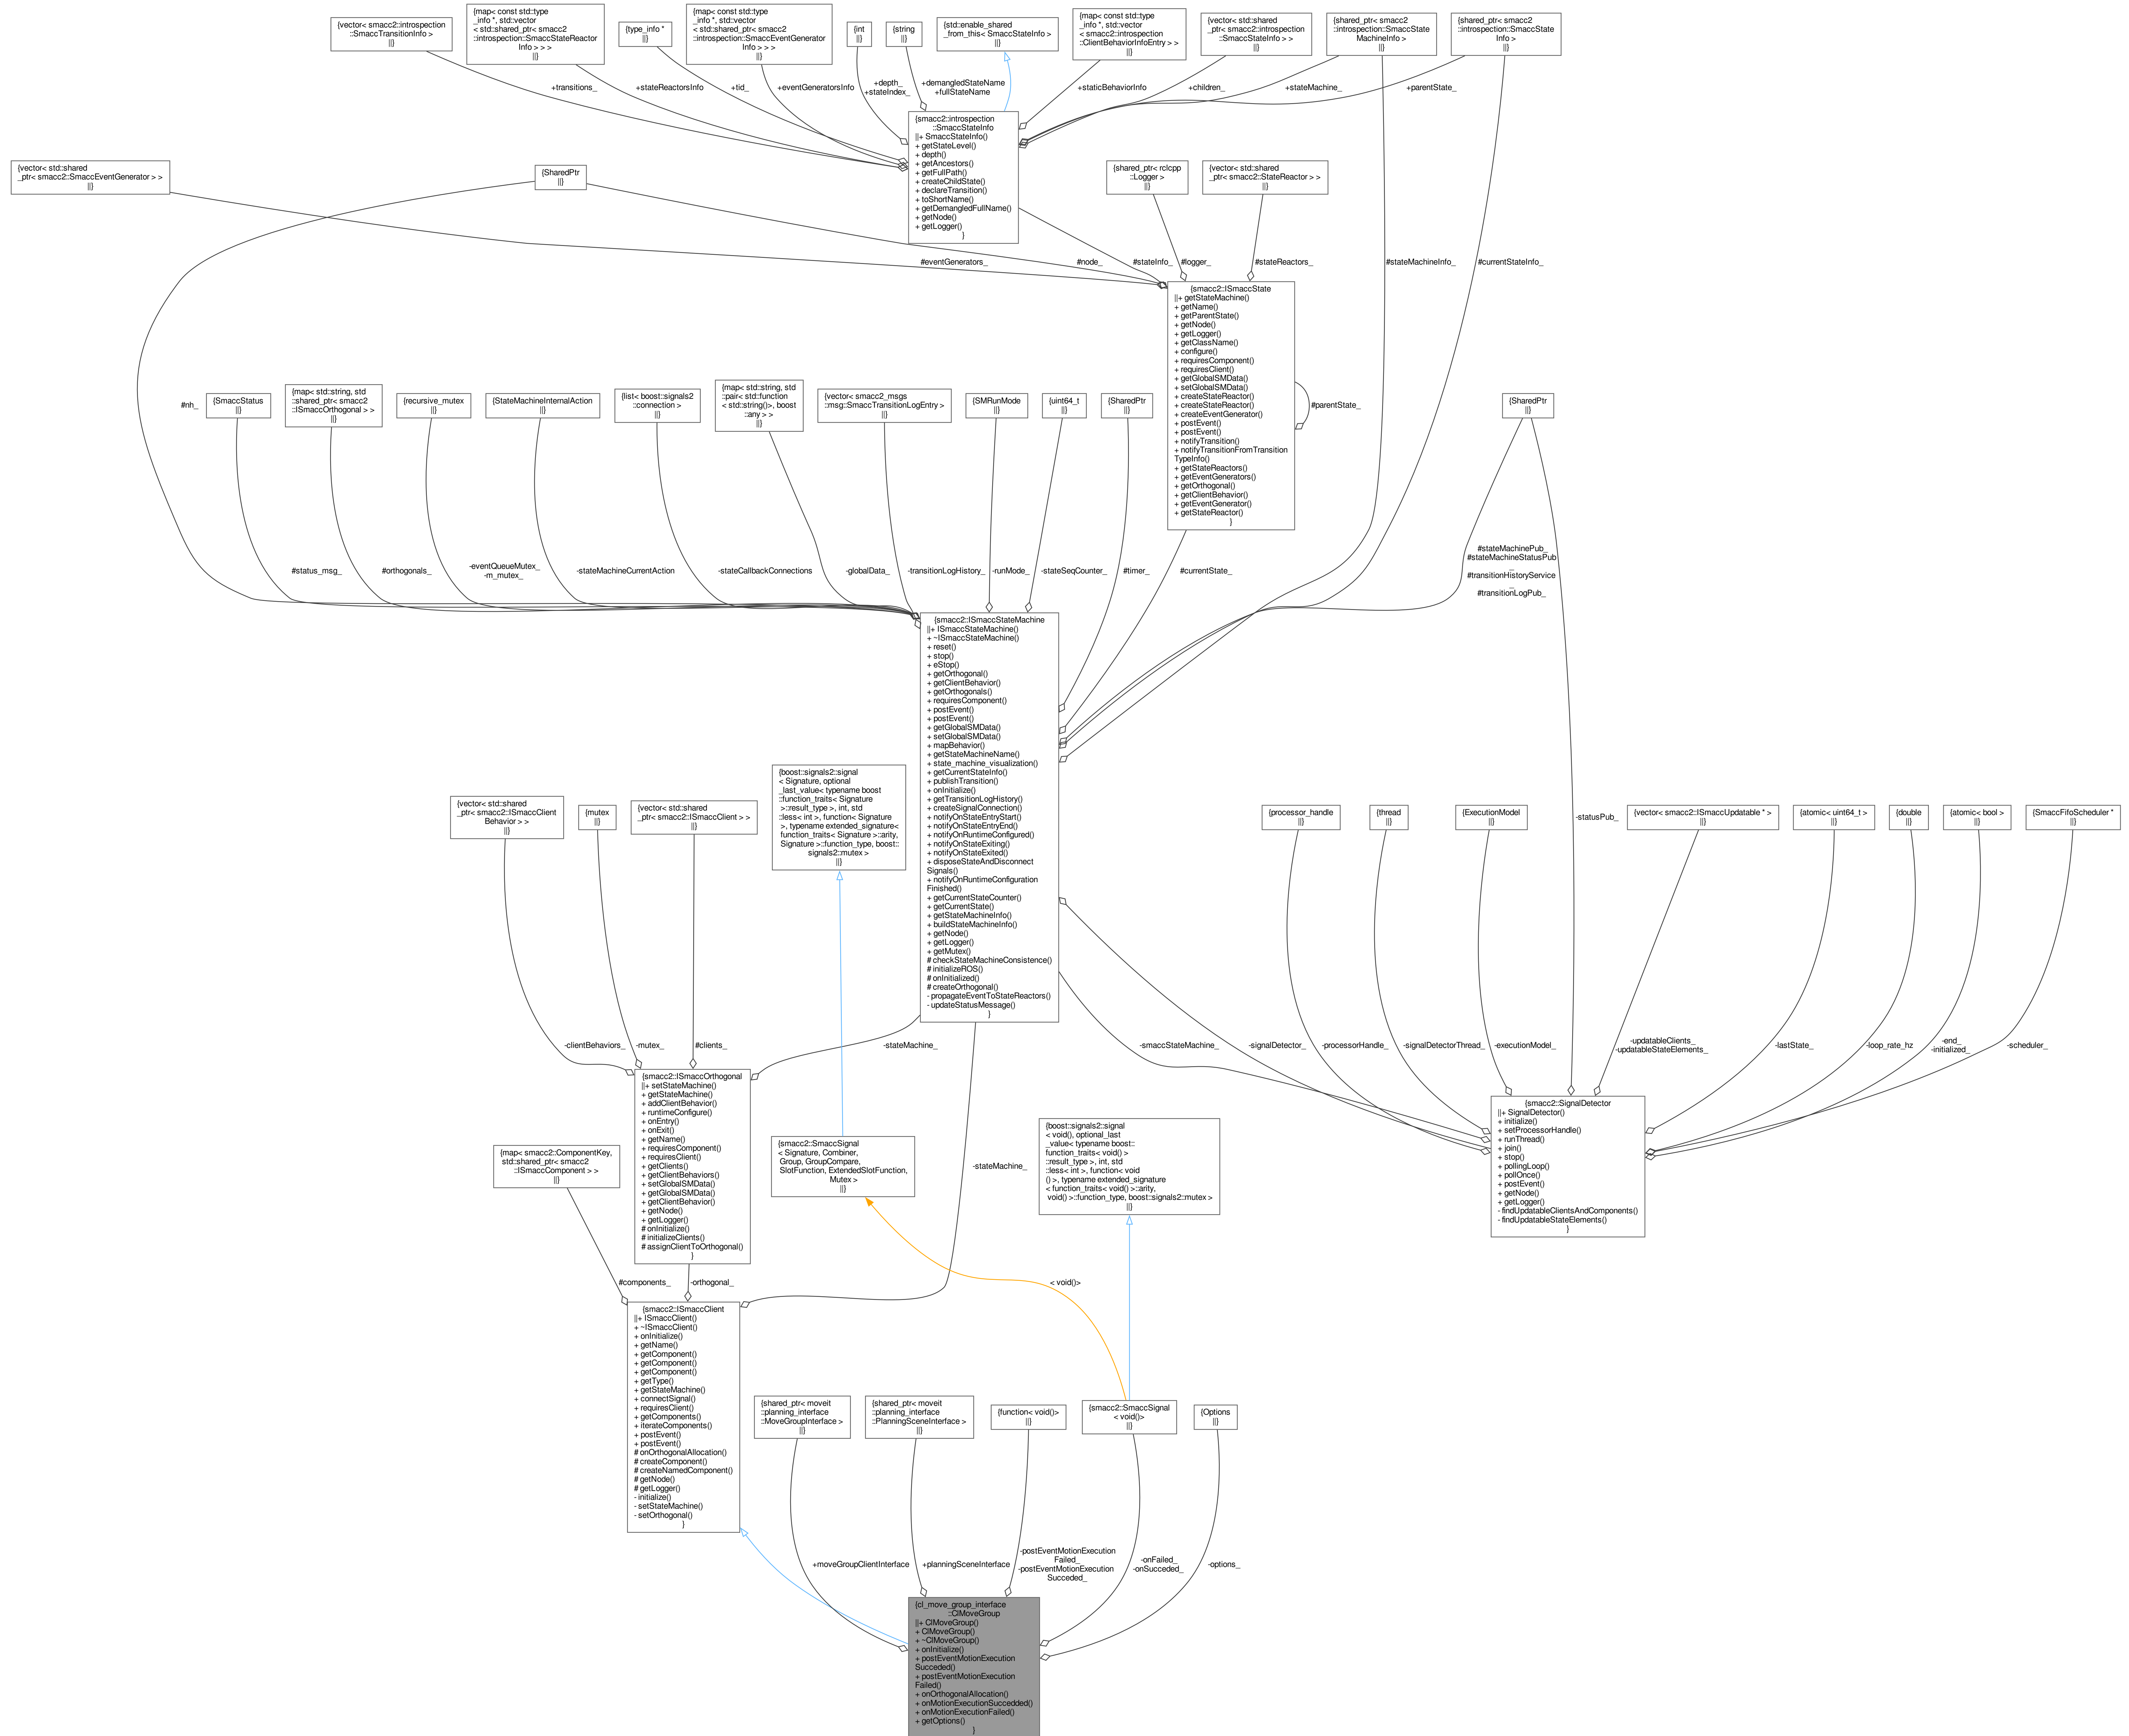 {vector< smacc2::introspection
::SmaccTransitionInfo >
||}
{map< const std::type
_info *, std::vector
< std::shared_ptr< smacc2
::introspection::SmaccStateReactor
Info > > >
||}
{type_info *
||}
{map< const std::type
_info *, std::vector
< std::shared_ptr< smacc2
::introspection::SmaccEventGenerator
Info > > >
||}
{int
||}
{string
||}
{std::enable_shared
_from_this< SmaccStateInfo >
||}
{map< const std::type
_info *, std::vector
< smacc2::introspection
::ClientBehaviorInfoEntry > >
||}
{vector< std::shared
_ptr< smacc2::introspection
::SmaccStateInfo > >
||}
{shared_ptr< smacc2
::introspection::SmaccState
MachineInfo >
||}
{shared_ptr< smacc2
::introspection::SmaccState
Info >
||}
+transitions_
+stateReactorsInfo
+tid_
+eventGeneratorsInfo
+depth_
+stateIndex_
+demangledStateName
+fullStateName
+staticBehaviorInfo
+children_
+stateMachine_
+parentState_
{smacc2::introspection
::SmaccStateInfo
||+ SmaccStateInfo()
+ getStateLevel()
+ depth()
+ getAncestors()
+ getFullPath()
+ createChildState()
+ declareTransition()
+ toShortName()
+ getDemangledFullName()
+ getNode()
+ getLogger()
}
{vector< std::shared
_ptr< smacc2::SmaccEventGenerator > >
||}
{SharedPtr
||}
{shared_ptr< rclcpp
::Logger >
||}
{vector< std::shared
_ptr< smacc2::StateReactor > >
||}
#eventGenerators_
#node_
#stateInfo_
#logger_
#stateReactors_
#stateMachineInfo_
#currentStateInfo_
{smacc2::ISmaccState
||+ getStateMachine()
+ getName()
+ getParentState()
+ getNode()
+ getLogger()
+ getClassName()
+ configure()
+ requiresComponent()
+ requiresClient()
+ getGlobalSMData()
+ setGlobalSMData()
+ createStateReactor()
+ createStateReactor()
+ createEventGenerator()
+ postEvent()
+ postEvent()
+ notifyTransition()
+ notifyTransitionFromTransition
TypeInfo()
+ getStateReactors()
+ getEventGenerators()
+ getOrthogonal()
+ getClientBehavior()
+ getEventGenerator()
+ getStateReactor()
}
#parentState_
#nh_
{SmaccStatus
||}
{map< std::string, std
::shared_ptr< smacc2
::ISmaccOrthogonal > >
||}
{recursive_mutex
||}
{StateMachineInternalAction
||}
{list< boost::signals2
::connection >
||}
{map< std::string, std
::pair< std::function
< std::string()>, boost
::any > >
||}
{vector< smacc2_msgs
::msg::SmaccTransitionLogEntry >
||}
{SMRunMode
||}
{uint64_t
||}
{SharedPtr
||}
{SharedPtr
||}
#status_msg_
#orthogonals_
-eventQueueMutex_
-m_mutex_
-stateMachineCurrentAction
-stateCallbackConnections
-globalData_
-transitionLogHistory_
-runMode_
-stateSeqCounter_
#timer_
#currentState_
#stateMachinePub_
#stateMachineStatusPub
_
#transitionHistoryService
_
#transitionLogPub_
{smacc2::ISmaccStateMachine
||+ ISmaccStateMachine()
+ ~ISmaccStateMachine()
+ reset()
+ stop()
+ eStop()
+ getOrthogonal()
+ getClientBehavior()
+ getOrthogonals()
+ requiresComponent()
+ postEvent()
+ postEvent()
+ getGlobalSMData()
+ setGlobalSMData()
+ mapBehavior()
+ getStateMachineName()
+ state_machine_visualization()
+ getCurrentStateInfo()
+ publishTransition()
+ onInitialize()
+ getTransitionLogHistory()
+ createSignalConnection()
+ notifyOnStateEntryStart()
+ notifyOnStateEntryEnd()
+ notifyOnRuntimeConfigured()
+ notifyOnStateExiting()
+ notifyOnStateExited()
+ disposeStateAndDisconnect
Signals()
+ notifyOnRuntimeConfiguration
Finished()
+ getCurrentStateCounter()
+ getCurrentState()
+ getStateMachineInfo()
+ buildStateMachineInfo()
+ getNode()
+ getLogger()
+ getMutex()
# checkStateMachineConsistence()
# initializeROS()
# onInitialized()
# createOrthogonal()
- propagateEventToStateReactors()
- updateStatusMessage()
}
{vector< std::shared
_ptr< smacc2::ISmaccClient
Behavior > >
||}
{mutex
||}
{vector< std::shared
_ptr< smacc2::ISmaccClient > >
||}
{boost::signals2::signal
< Signature, optional
_last_value< typename boost
::function_traits< Signature
>::result_type >, int, std
::less< int >, function< Signature
>, typename extended_signature<
function_traits< Signature >::arity,
Signature >::function_type, boost::
signals2::mutex >
||}
{processor_handle
||}
{thread
||}
{ExecutionModel
||}
-statusPub_
{vector< smacc2::ISmaccUpdatable * >
||}
{atomic< uint64_t >
||}
{double
||}
{atomic< bool >
||}
{SmaccFifoScheduler *
||}
-clientBehaviors_
-mutex_
#clients_
-stateMachine_
-smaccStateMachine_
-signalDetector_
-processorHandle_
-signalDetectorThread_
-executionModel_
-updatableClients_
-updatableStateElements_
-lastState_
-loop_rate_hz
-end_
-initialized_
-scheduler_
{smacc2::ISmaccOrthogonal
||+ setStateMachine()
+ getStateMachine()
+ addClientBehavior()
+ runtimeConfigure()
+ onEntry()
+ onExit()
+ getName()
+ requiresComponent()
+ requiresClient()
+ getClients()
+ getClientBehaviors()
+ setGlobalSMData()
+ getGlobalSMData()
+ getClientBehavior()
+ getNode()
+ getLogger()
# onInitialize()
# initializeClients()
# assignClientToOrthogonal()
}
{smacc2::SignalDetector
||+ SignalDetector()
+ initialize()
+ setProcessorHandle()
+ runThread()
+ join()
+ stop()
+ pollingLoop()
+ pollOnce()
+ postEvent()
+ getNode()
+ getLogger()
- findUpdatableClientsAndComponents()
- findUpdatableStateElements()
}
{map< smacc2::ComponentKey,
std::shared_ptr< smacc2
::ISmaccComponent > >
||}
{smacc2::SmaccSignal
< Signature, Combiner,
Group, GroupCompare,
SlotFunction, ExtendedSlotFunction,
Mutex >
||}
-stateMachine_
{boost::signals2::signal
< void(), optional_last
_value< typename boost::
function_traits< void() >
::result_type >, int, std
::less< int >, function< void
() >, typename extended_signature
< function_traits< void() >::arity,
void() >::function_type, boost::signals2::mutex >
||}
#components_
-orthogonal_
< void()>
{smacc2::ISmaccClient
||+ ISmaccClient()
+ ~ISmaccClient()
+ onInitialize()
+ getName()
+ getComponent()
+ getComponent()
+ getComponent()
+ getType()
+ getStateMachine()
+ connectSignal()
+ requiresClient()
+ getComponents()
+ iterateComponents()
+ postEvent()
+ postEvent()
# onOrthogonalAllocation()
# createComponent()
# createNamedComponent()
# getNode()
# getLogger()
- initialize()
- setStateMachine()
- setOrthogonal()
}
{shared_ptr< moveit
::planning_interface
::MoveGroupInterface >
||}
{shared_ptr< moveit
::planning_interface
::PlanningSceneInterface >
||}
{function< void()>
||}
{smacc2::SmaccSignal
< void()>
||}
{Options
||}
+moveGroupClientInterface
+planningSceneInterface
-postEventMotionExecution
Failed_
-postEventMotionExecution
Succeded_
-onFailed_
-onSucceded_
-options_
{cl_move_group_interface
::ClMoveGroup
||+ ClMoveGroup()
+ ClMoveGroup()
+ ~ClMoveGroup()
+ onInitialize()
+ postEventMotionExecution
Succeded()
+ postEventMotionExecution
Failed()
+ onOrthogonalAllocation()
+ onMotionExecutionSuccedded()
+ onMotionExecutionFailed()
+ getOptions()
}